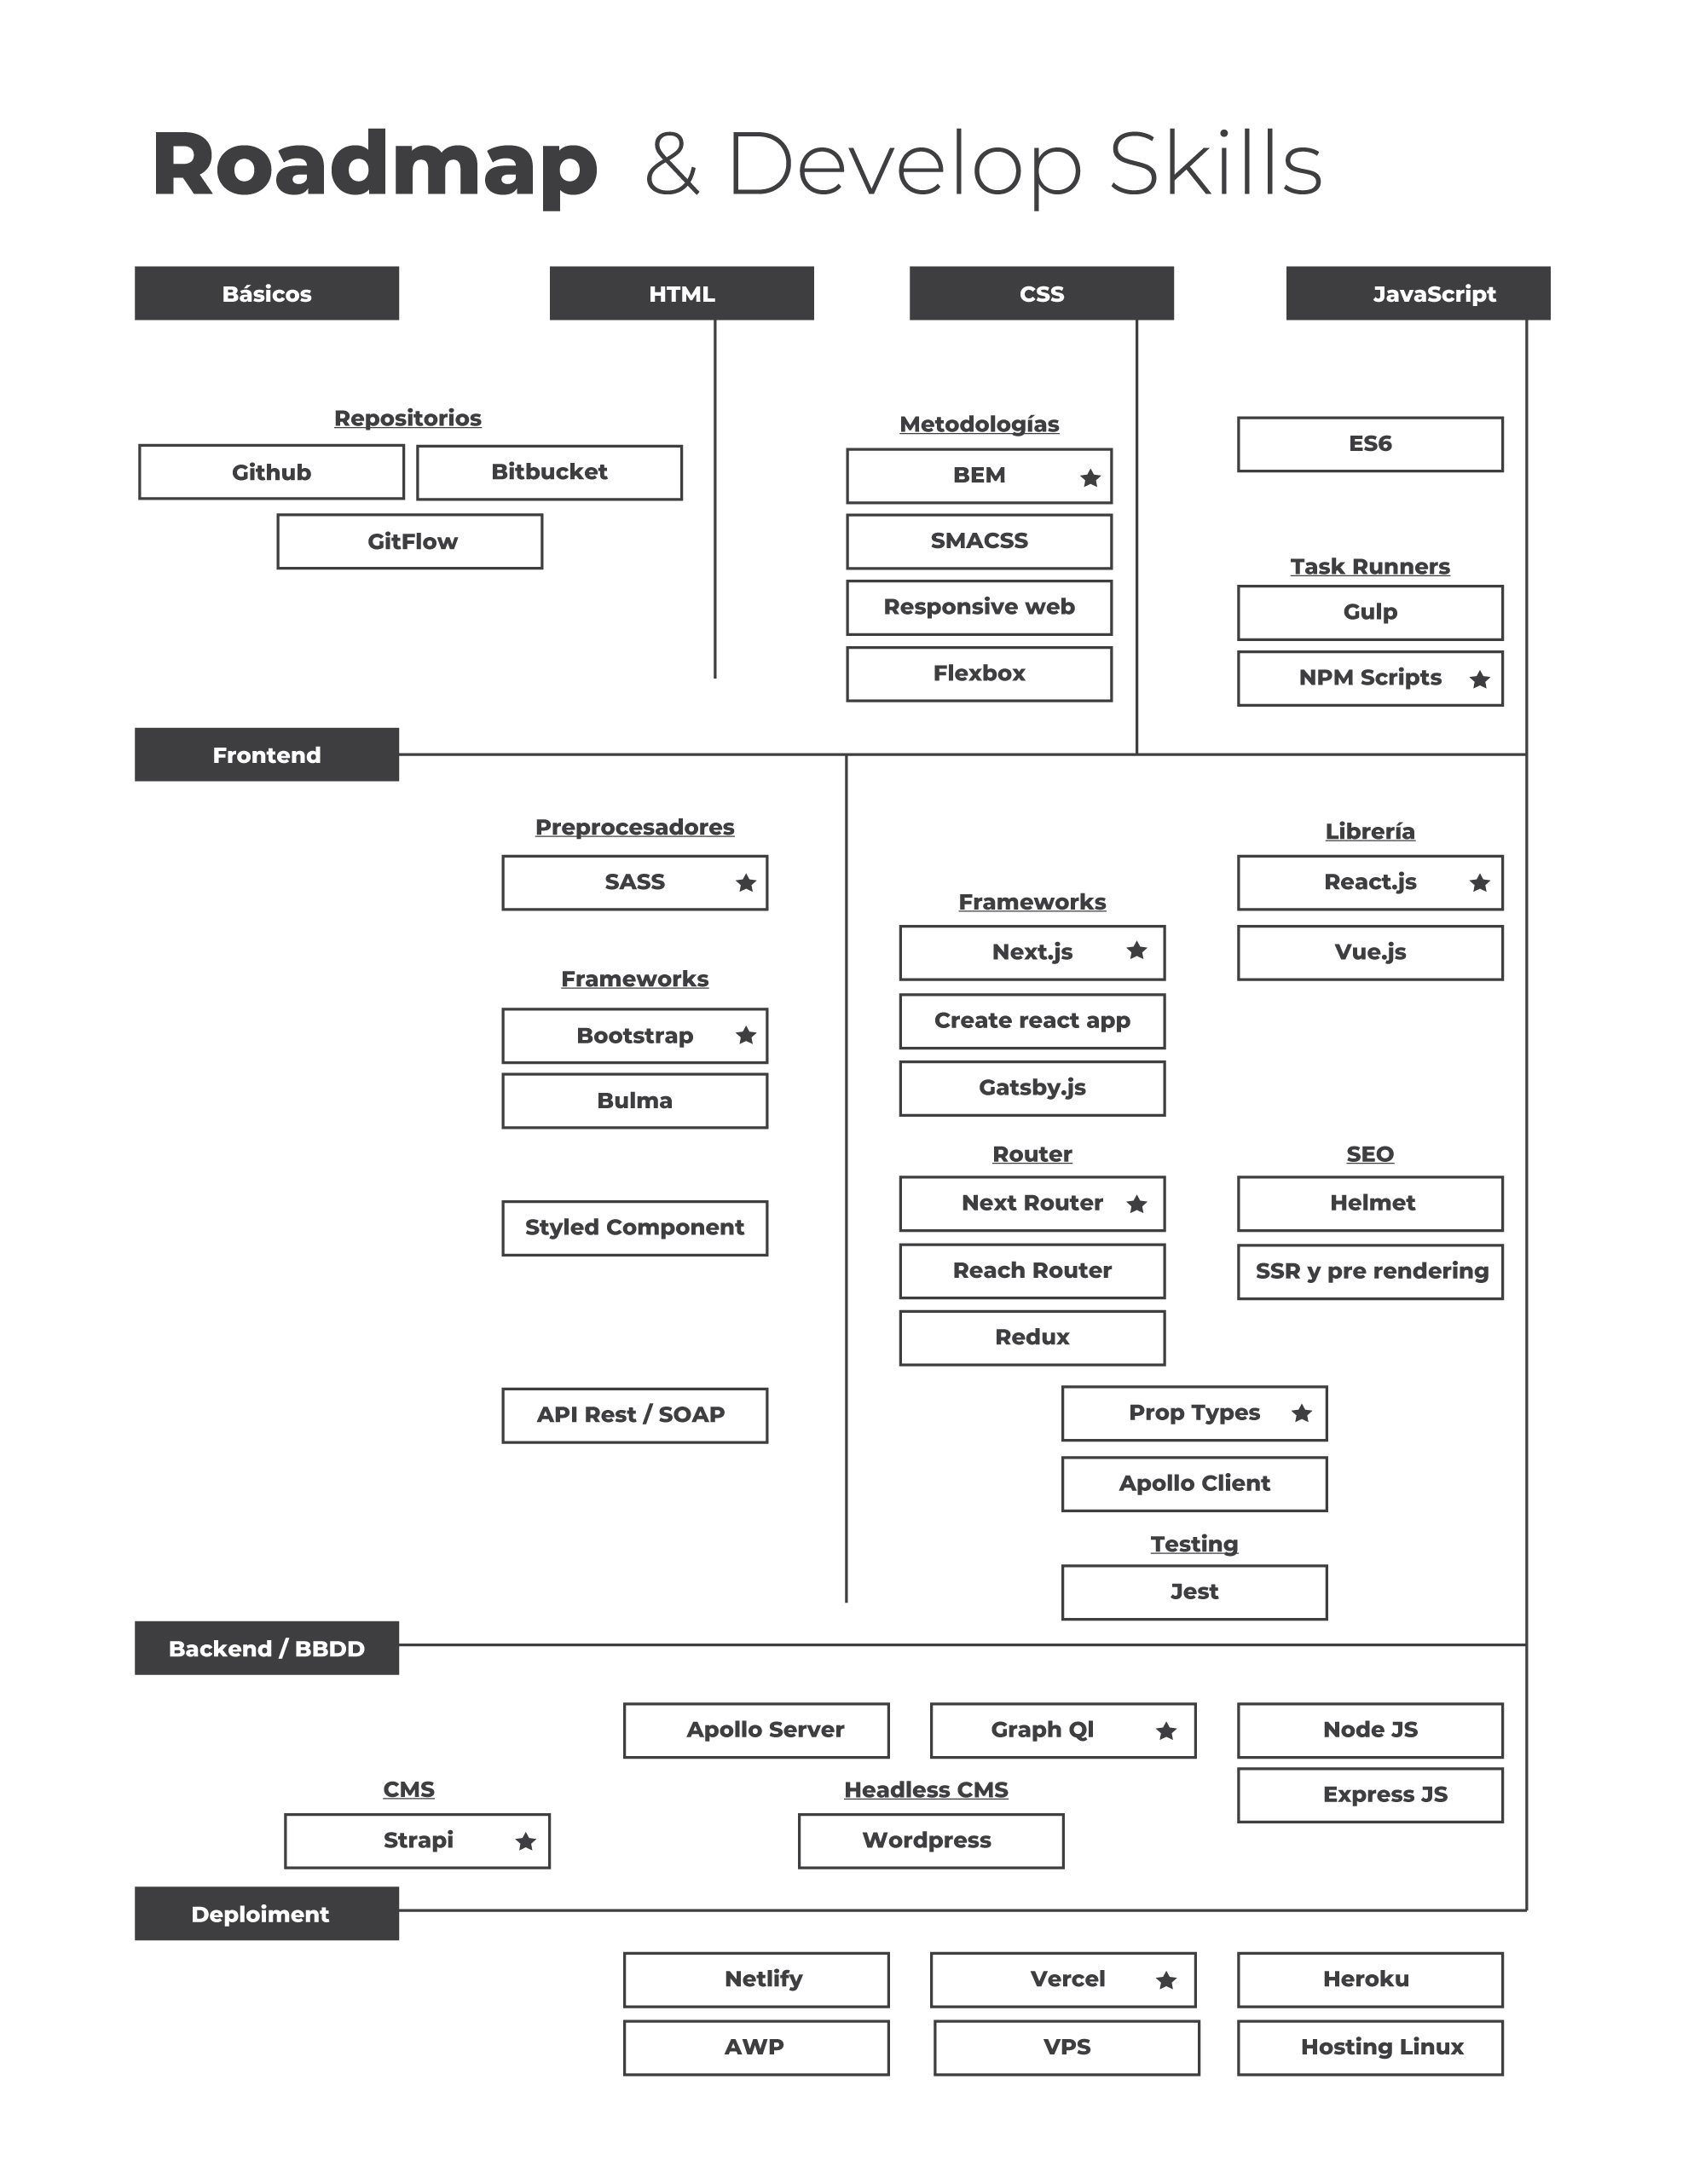 Roadmap & Develop Skills
Básicos
HTML
CSS
JavaScript
Repositorios
Github
Bitbucket
GitFlow
Metodologías
BEM
SMACSS
Responsive web
Flexbox
ES6
Task Runners
Gulp
NPM Scripts
Frontend
Preprocesadores
SASS
Frameworks
Bootstrap
Bulma
Styled Component
API Rest / SOAP
Frameworks
Next.js
Create react app
Gatsby.js
Librería
React.js
Vue.js
Router
Next Router
Reach Router
Redux
SEO
Helmet
SSR y pre rendering
Prop Types
Apollo Client
Testing
Jest
Backend / BBDD
Apollo Server
Graph Ql
Node JS
Express JS
CMS
Strapi
Headless CMS
Wordpress
Deploiment
Netlify
Vercel
Heroku
AWP
VPS
Hosting Linux